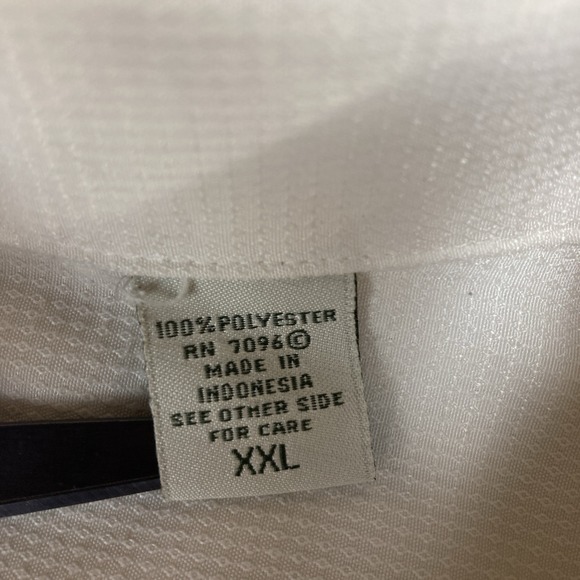 100% POLYESTER
RN 7096©
MADE IN
INDONESIA
SEE OTHER SIDE
FOR CARE
XXL